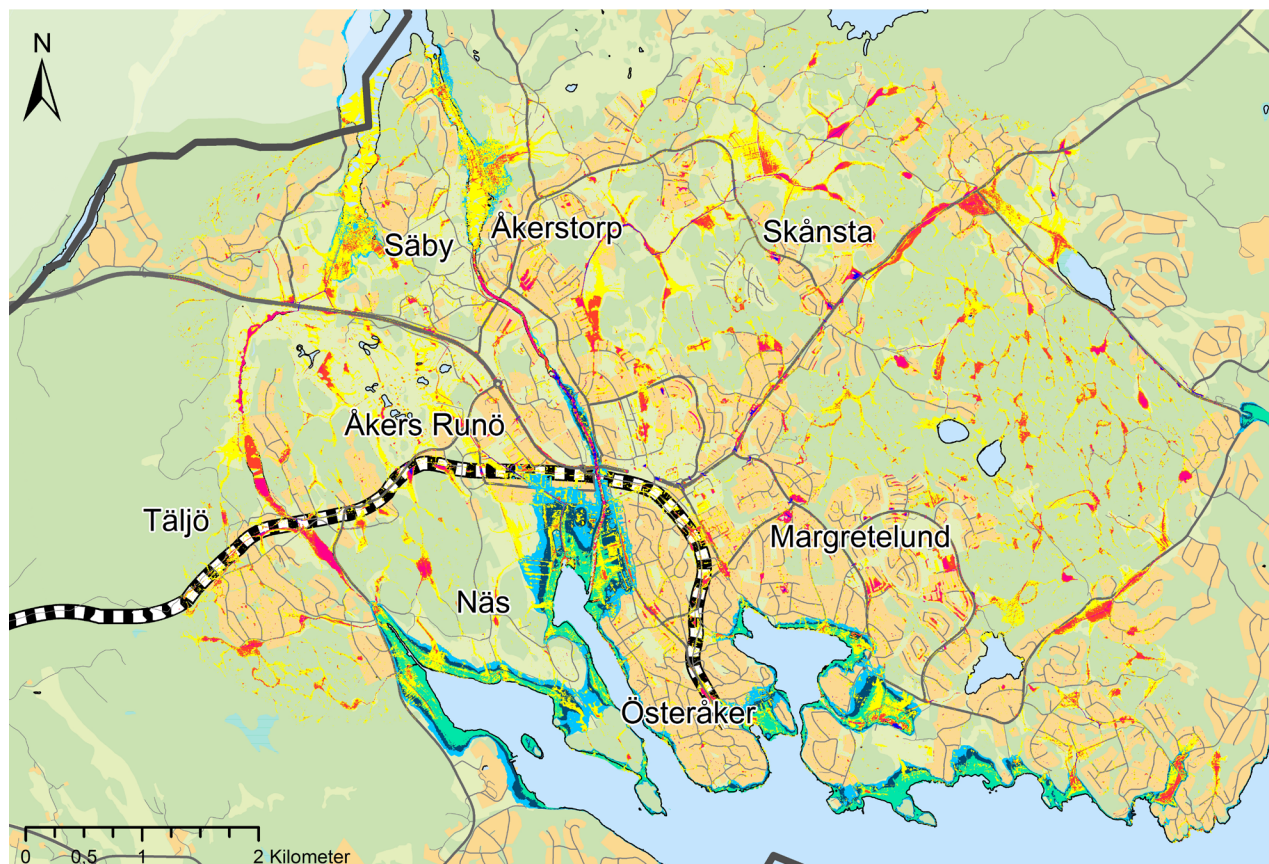 N
Säby
Åkerstorp
Skånsta
Åkers Runö
Täljö
Margretelund
Näs
Österåker
0 0,5 1 2 Kilometer